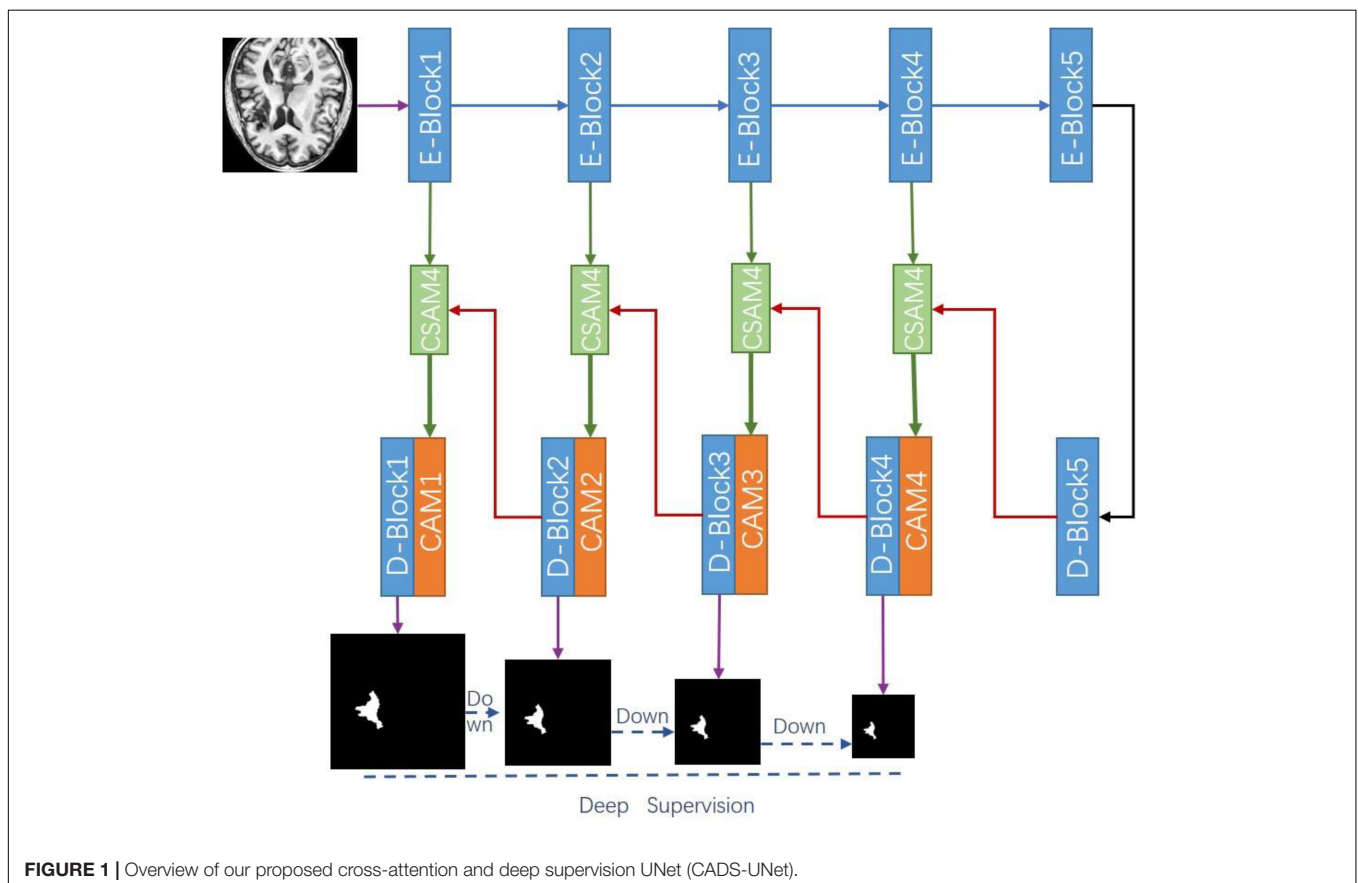 E-Block1
E-Block2
E-Block3
E-Block4
E-Block5
CSAM4
CSAM4
CSAM4
CSAM4
D-Block1
CAM1
D-Block2
CAM2
D-Block3
CAM3
D-Block4
CAM4
D-Block5
Do
wn
Down
Down
Deep Supervision
FIGURE 1 | Overview of our proposed cross-attention and deep supervision UNet (CADS-UNet).